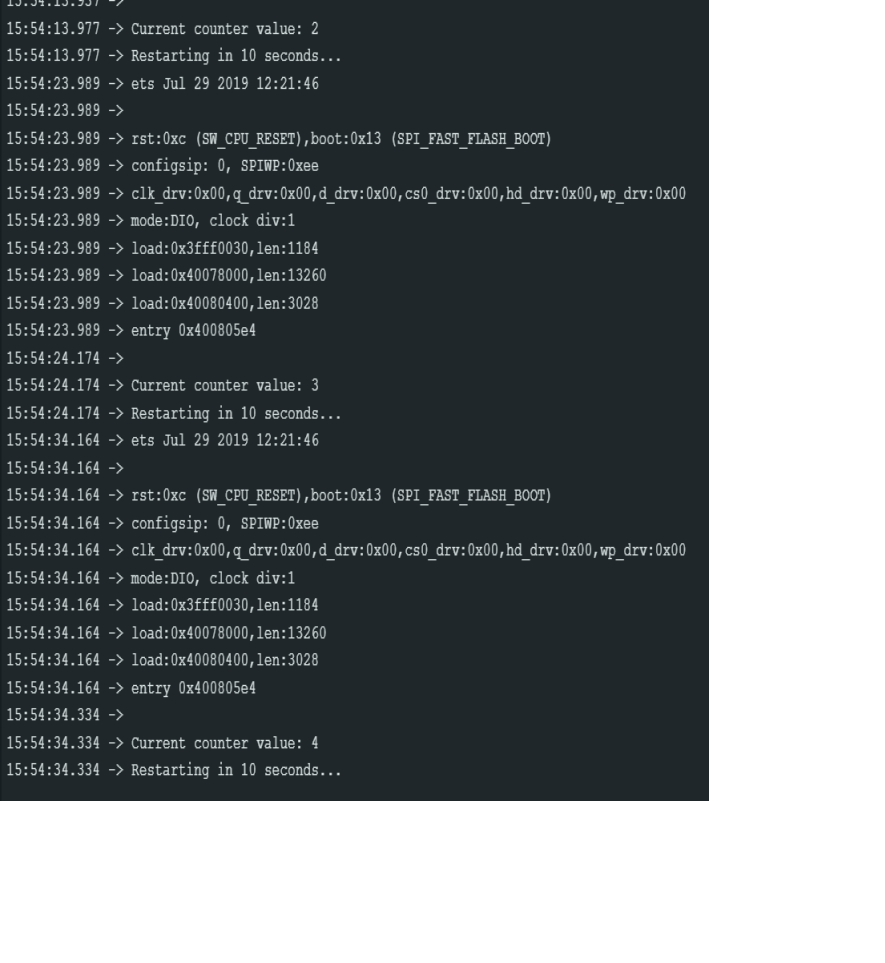 15:54:13.937 ->
15:54:13.977 -> Current counter value: 2
15:54:13.977 -> Restarting in 10 seconds...
15:54:23.989 -> ets Jul 29 2019 12:21:46
15:54:23.989 ->
15:54:23.989 -> rst:0xc (SW_CPU_RESET),boot:0x13 (SPI_FAST_FLASH_BOOT)
15:54:23.989 -> configsip: 0, SPIWP:0xee
15:54:23.989 -> clk_drv:0x00,q_drv:0x00,d_drv:0x00,cs0_drv:0x00,hd_drv:0x00,wp_drv:0x00
15:54:23.989 -> mode:DIO, clock div:1
15:54:23.989 -> load:0x3fff0030,len:1184
15:54:23.989 -> load:0x40078000,len:13260
15:54:23.989 -> load:0x40080400,len:3028
15:54:23.989 -> entry 0x400805e4
15:54:24.174 ->
15:54:24.174 -> Current counter value: 3
15:54:24.174 -> Restarting in 10 seconds...
15:54:34.164 -> ets Jul 29 2019 12:21:46
15:54:34.164 ->
15:54:34.164 -> rst:0xc (SW_CPU_RESET),boot:0x13 (SPI_FAST_FLASH_BOOT)
15:54:34.164 -> configsip: 0, SPIWP:0xee
15:54:34.164 -> clk_drv:0x00,q_drv:0x00,d_drv:0x00,cs0_drv:0x00,hd_drv:0x00,wp_drv:0x00
15:54:34.164 -> mode:DIO, clock div:1
15:54:34.164 -> load:0x3fff0030,len:1184
15:54:34.164 -> load:0x40078000,len:13260
15:54:34.164 -> load:0x40080400,len:3028
15:54:34.164 -> entry 0x400805e4
15:54:34.334 ->
15:54:34.334 -> Current counter value: 4
15:54:34.334 -> Restarting in 10 seconds...